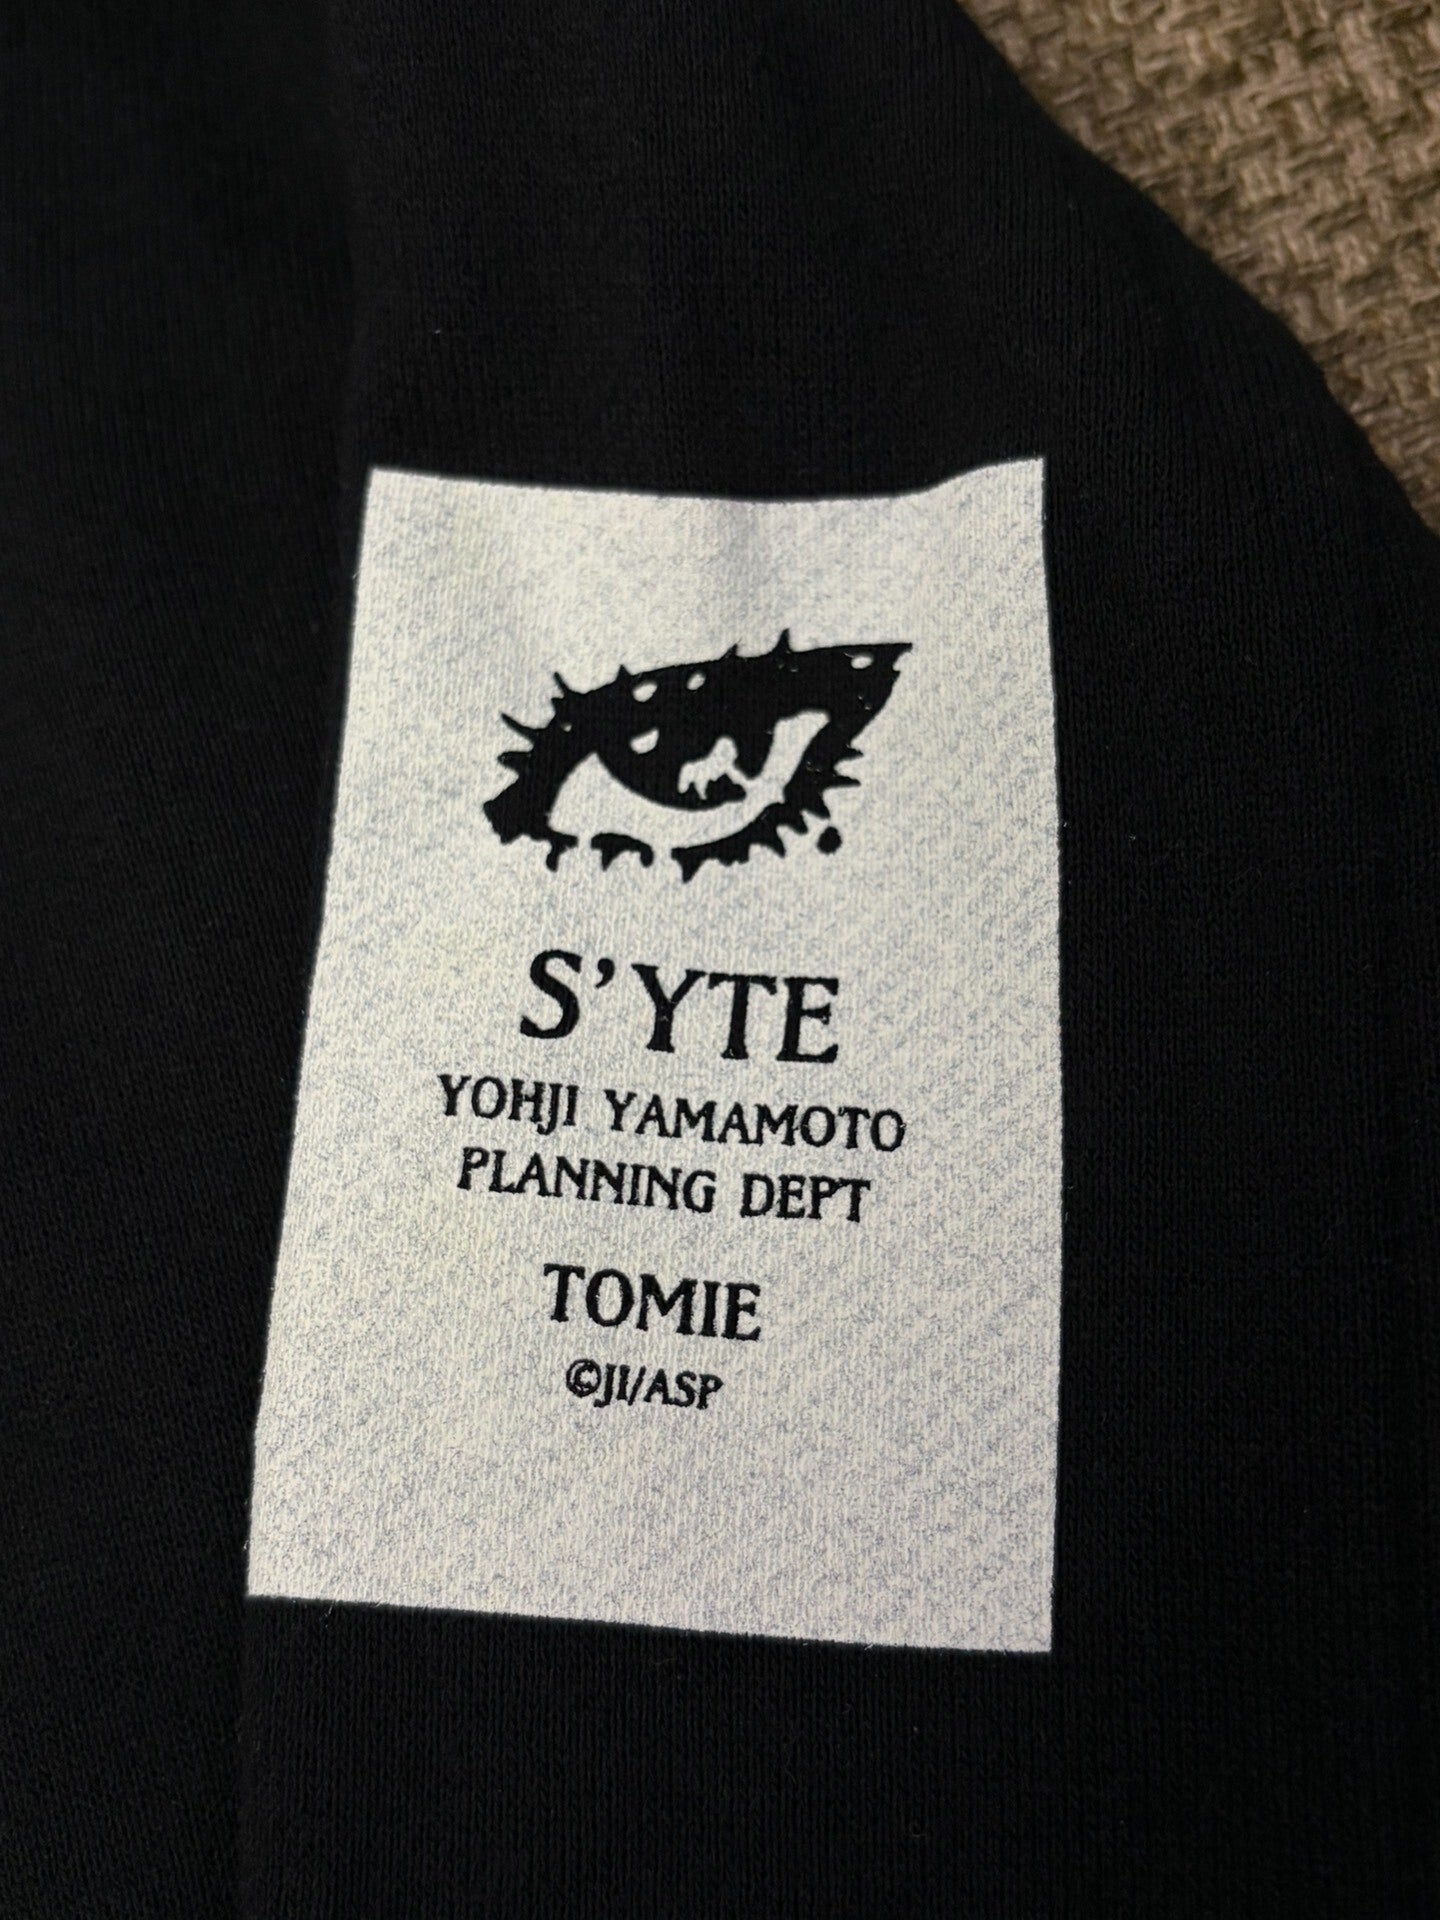 S'YTE
YOHJI YAMAMOTO
PLANNING DEPT
TOMIE
©JI/ASP